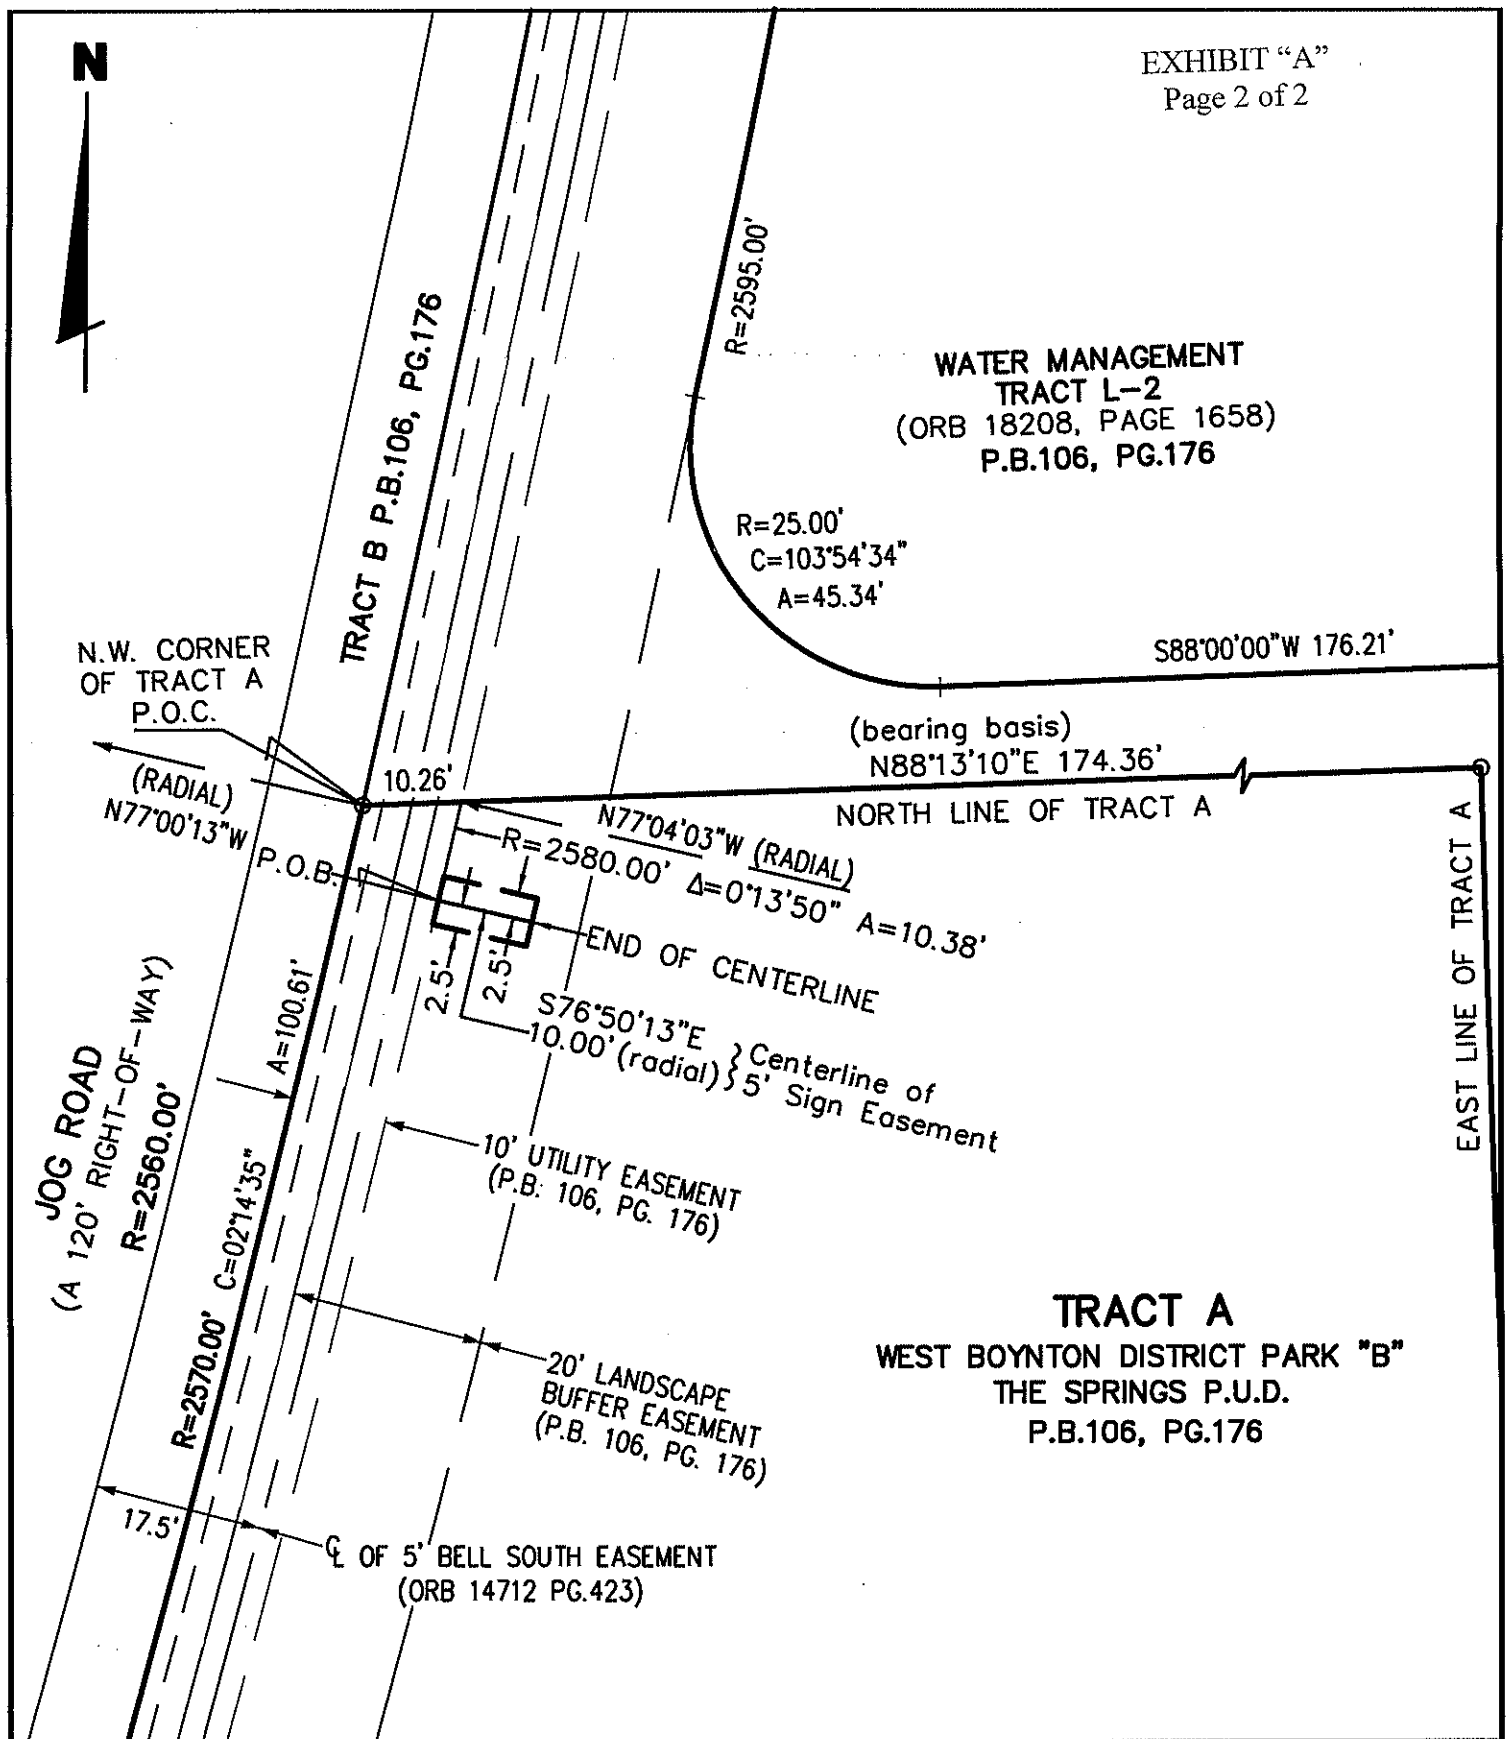 N
EXHIBIT “A”
Page 2 of 2
TRACT B P.B.106, PG.176
R=2595.00'
WATER MANAGEMENT
TRACT L-2
(ORB 18208, PAGE 1658)
P.B.106, PG.176
R=25.00'
C=103°54'34"
A=45.34'
S88°00'00"W 176.21'
N.W. CORNER
OF TRACT A
P.O.C.
(RADIAL)
N77°00'13"W
10.26'
(bearing basis)
N88°13'10"E 174.36'
NORTH LINE OF TRACT A
EAST LINE OF TRACT A
N77°04'03"W (RADIAL)
R=2580.00' Δ=0°13'50" A=10.38'
P.O.B.
END OF CENTERLINE
2.5'
2.5'
S76°50'13"E
10.00' (radial)
Centerline of
5' Sign Easement
A=100.61'
JOG ROAD
(A 120' RIGHT-OF-WAY)
R=2560.00'
R=2570.00' C=02°14'35"
10' UTILITY EASEMENT
(P.B. 106, PG. 176)
20' LANDSCAPE
BUFFER EASEMENT
(P.B. 106, PG. 176)
TRACT A
WEST BOYNTON DISTRICT PARK "B"
THE SPRINGS P.U.D.
P.B.106, PG.176
17.5'
℄ OF 5' BELL SOUTH EASEMENT
(ORB 14712 PG.423)